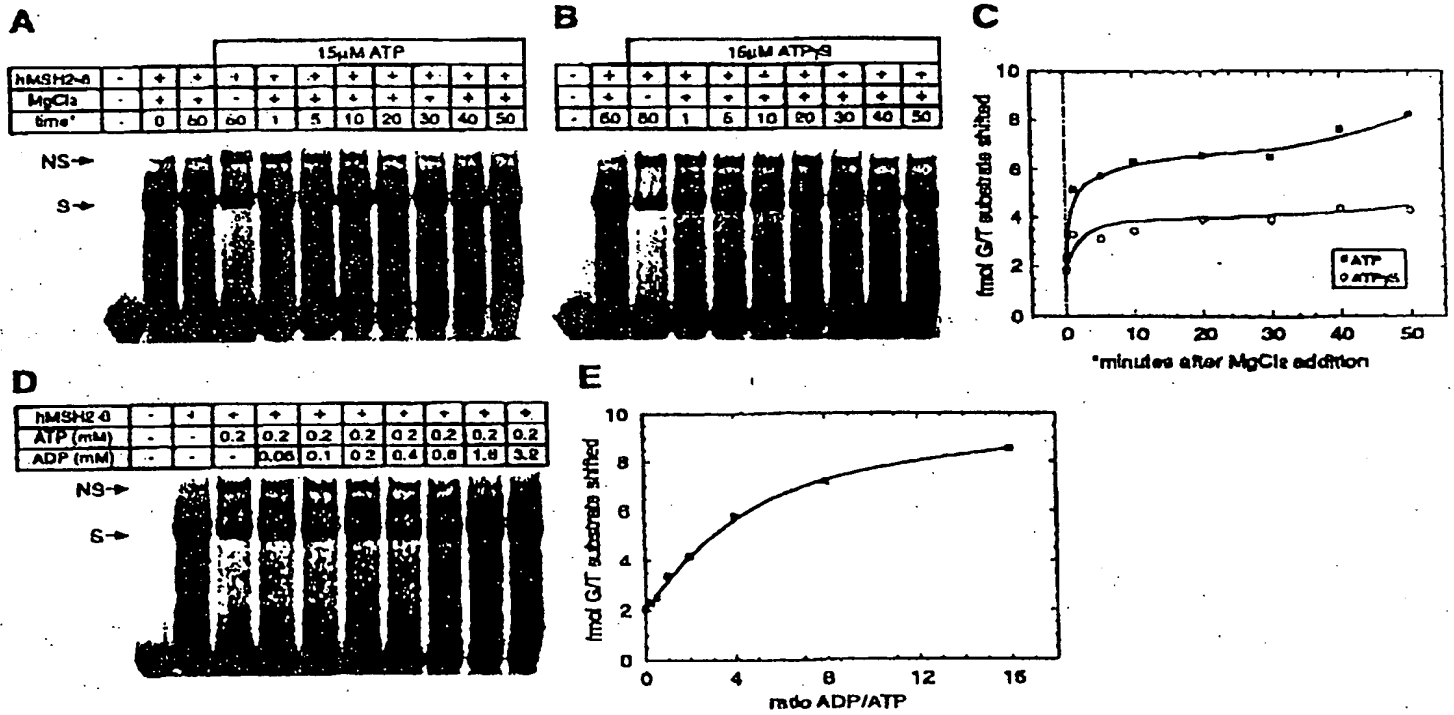 A
15μM ATP
hMSH2-6 - + + + + + + + + + +
MgCl2 - + + - + + + + + + +
time* - 0 60 60 1 5 10 20 30 40 50
NS
S
B
15μM ATPγS
- + + + + + + + + +
- + - + + + + + + +
- 60 60 1 5 10 20 30 40 50
C
fmol G/T substrate shifted
10
8
6
4
2
0
ATP
ATPγS
0 10 20 30 40 50
*minutes after MgCl2 addition
D
hMSH2-6 - + + + + + + + + +
ATP (mM) - - 0.2 0.2 0.2 0.2 0.2 0.2 0.2 0.2
ADP (mM) - - - 0.05 0.1 0.2 0.4 0.8 1.6 3.2
NS
S
E
fmol G/T substrate shifted
10
8
6
4
2
0
0 4 8 12 16
ratio ADP/ATP